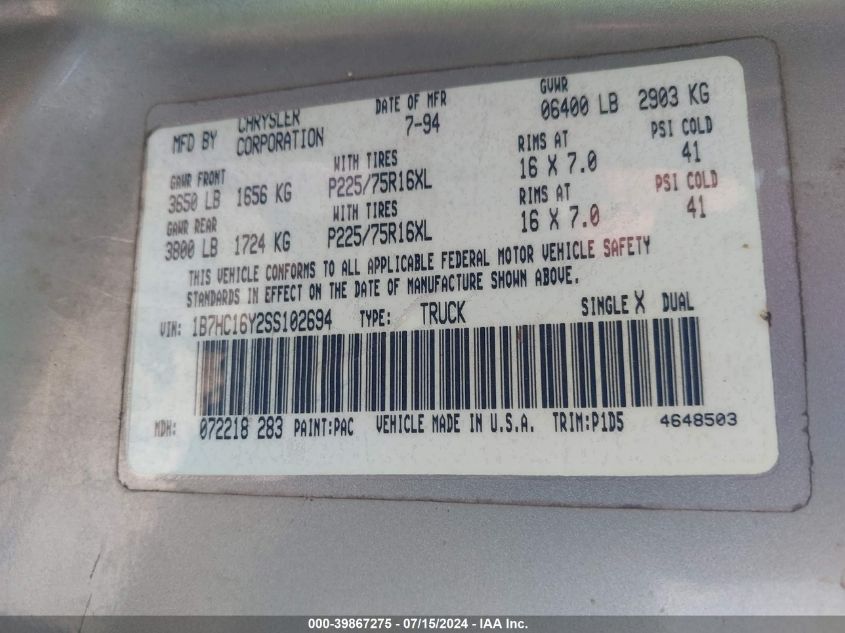 MFD BY CHRYSLER CORPORATION DATE OF MFR 7-94 GVWR 06400 LB 2903 KG
GAWR FRONT 3650 LB 1656 KG WITH TIRES P225/75R16XL RIMS AT 16 X 7.0 PSI COLD 41
GAWR REAR 3800 LB 1724 KG WITH TIRES P225/75R16XL RIMS AT 16 X 7.0 PSI COLD 41
THIS VEHICLE CONFORMS TO ALL APPLICABLE FEDERAL MOTOR VEHICLE SAFETY
STANDARDS IN EFFECT ON THE DATE OF MANUFACTURE SHOWN ABOVE.
VIN: 1B7HC16Y2SS102694 TYPE: TRUCK SINGLE X DUAL
MDH: 072218 283 PAINT:PAC VEHICLE MADE IN U.S.A. TRIM:P1D5 4648503
000-39867275 - 07/15/2024 - IAA Inc.